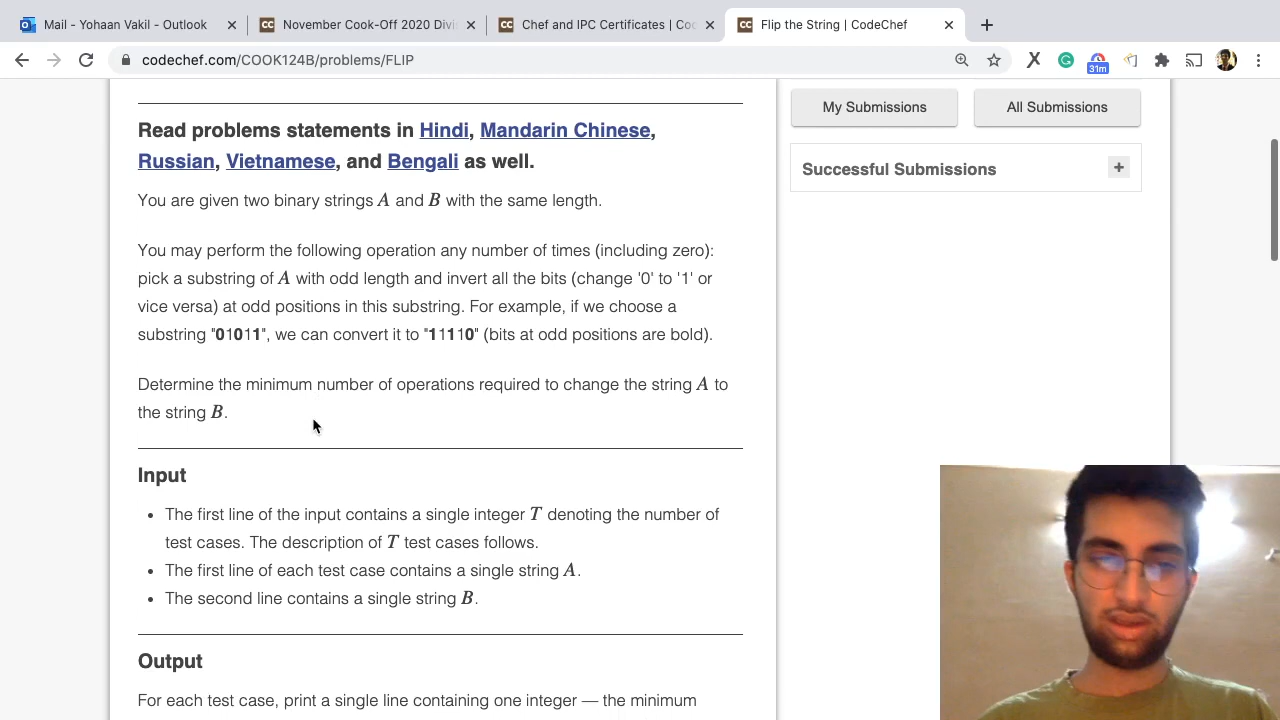 Mail - Yohaan Vakil - Outlook
November Cook-Off 2020 Divi
Chef and IPC Certificates | Co
Flip the String | CodeChef
codechef.com/COOK124B/problems/FLIP
31m
My Submissions
All Submissions
Successful Submissions
Read problems statements in Hindi, Mandarin Chinese,
Russian, Vietnamese, and Bengali as well.
You are given two binary strings A and B with the same length.
You may perform the following operation any number of times (including zero):
pick a substring of A with odd length and invert all the bits (change '0' to '1' or
vice versa) at odd positions in this substring. For example, if we choose a
substring "01011", we can convert it to "11110" (bits at odd positions are bold).
Determine the minimum number of operations required to change the string A to
the string B.
Input
• The first line of the input contains a single integer T denoting the number of
test cases. The description of T test cases follows.
• The first line of each test case contains a single string A.
• The second line contains a single string B.
Output
For each test case, print a single line containing one integer — the minimum